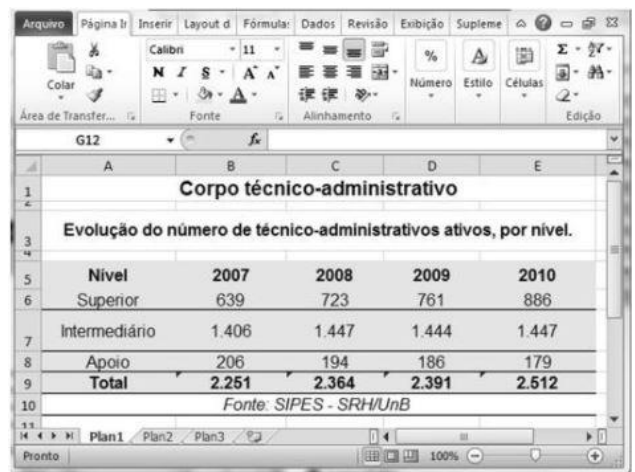 Arquivo Página Ir Inserir Layout d Fórmula: Dados Revisão Exibição Supleme
Colar
Calibri 11
N I S A A
A
% Número
A Estilo
Células
Σ
Área de Transfer... Fonte Alinhamento Edição
G12 fx
A B C D E
1 Corpo técnico-administrativo
2
3 Evolução do número de técnico-administrativos ativos, por nível.
4
5 Nível 2007 2008 2009 2010
6 Superior 639 723 761 886
7 Intermediário 1.406 1.447 1.444 1.447
8 Apoio 206 194 186 179
9 Total 2.251 2.364 2.391 2.512
10 Fonte: SIPES - SRH/UnB
11
Plan1 Plan2 Plan3
Pronto 100%